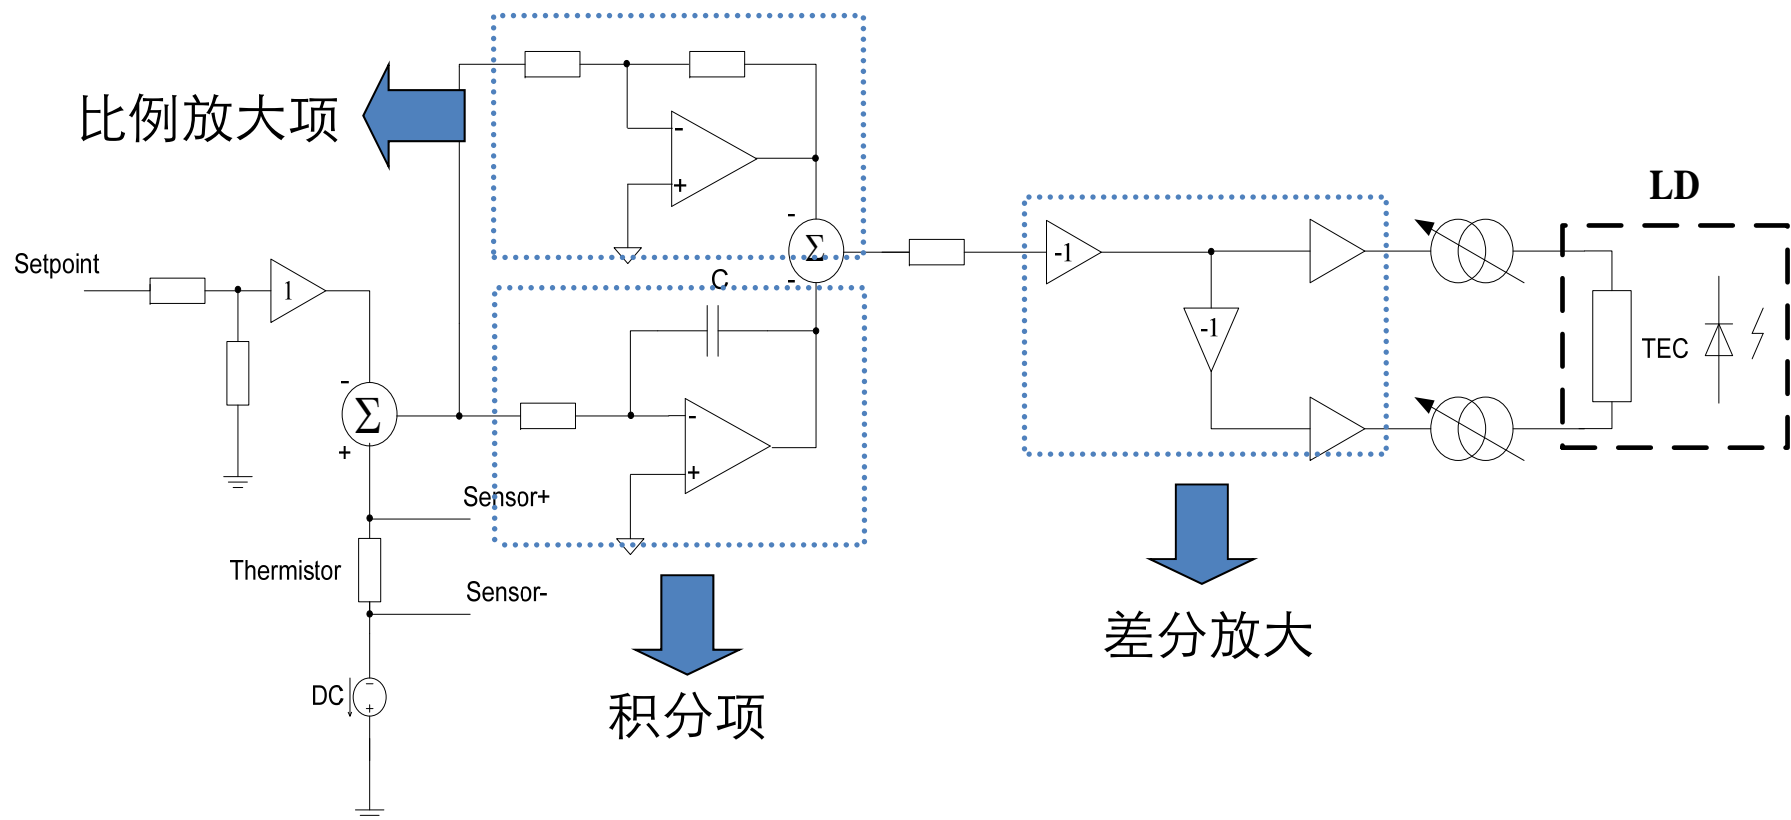 比例放大项
LD
Setpoint
1
-
+
-
Σ
-
C
-1
-1
TEC
-
Σ
+
-
+
Sensor+
Thermistor
Sensor-
差分放大
DC
-
+
积分项